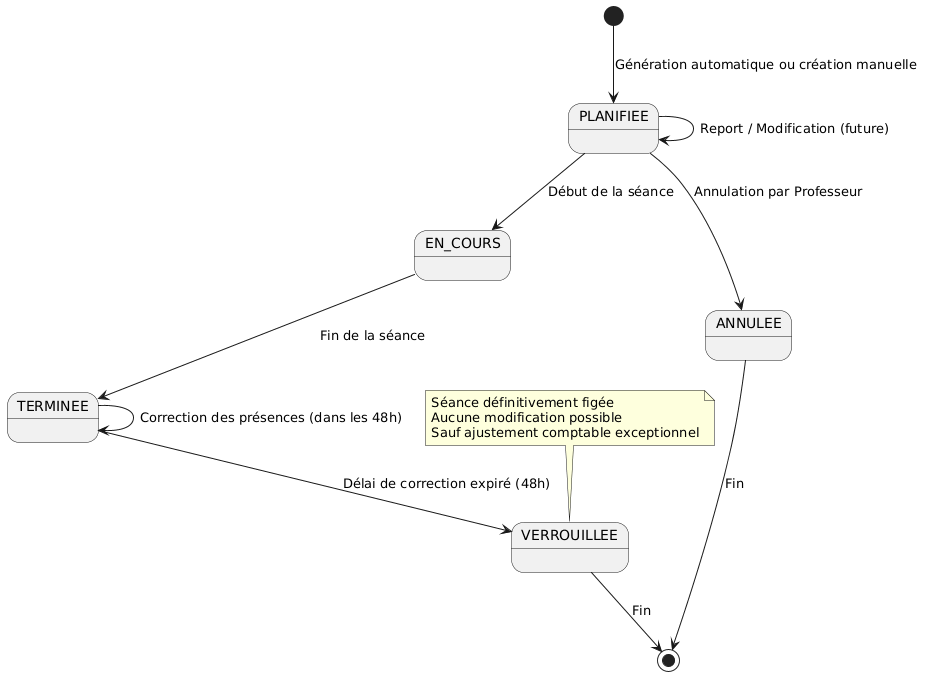 Génération automatique ou création manuelle
PLANIFIEE
Report / Modification (future)
Début de la séance
Annulation par Professeur
EN_COURS
ANNULEE
Fin de la séance
TERMINEE
Correction des présences (dans les 48h)
Séance définitivement figée
Aucune modification possible
Sauf ajustement comptable exceptionnel
Délai de correction expiré (48h)
Fin
VERROUILLEE
Fin